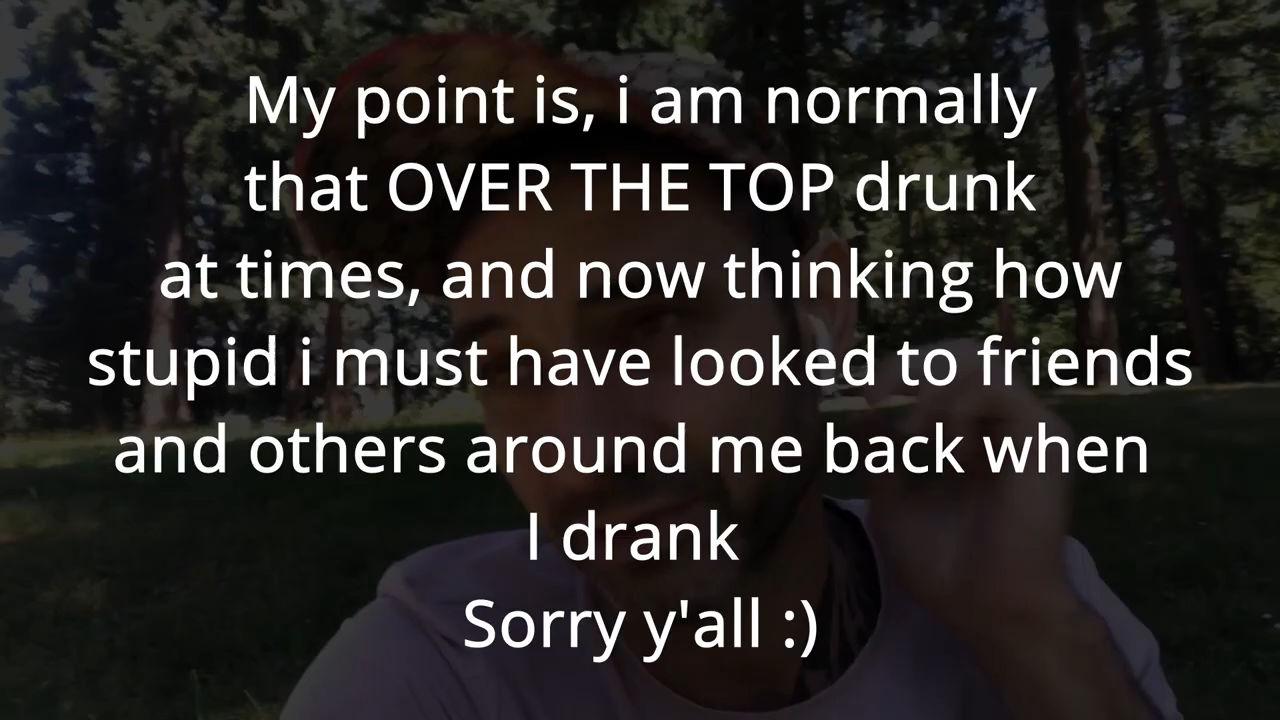 My point is, i am normally
that OVER THE TOP drunk
at times, and now thinking how
stupid i must have looked to friends
and others around me back when
I drank
Sorry y'all :)